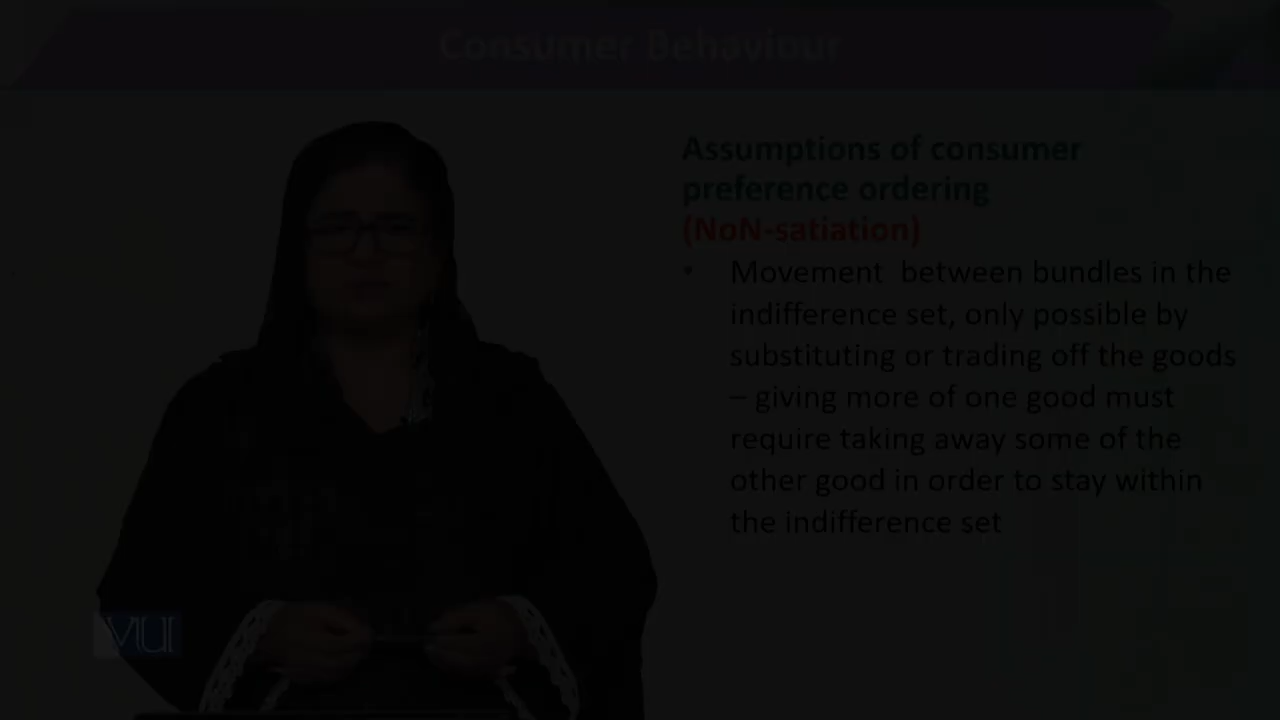 Consumer Behaviour
Assumptions of consumer
preference ordering
(NoN-satiation)
• Movement between bundles in the
indifference set, only possible by
substituting or trading off the goods
– giving more of one good must
require taking away some of the
other good in order to stay within
the indifference set
VU